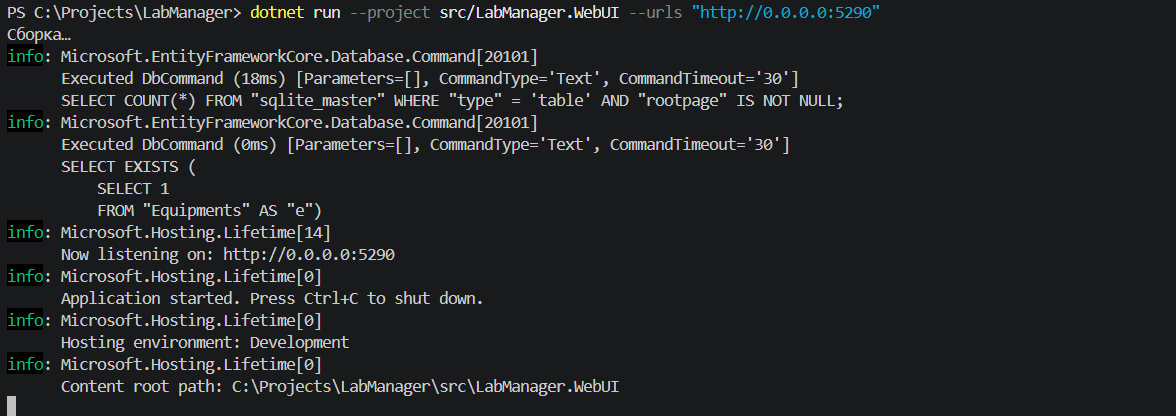 PS C:\Projects\LabManager> dotnet run --project src/LabManager.WebUI --urls "http://0.0.0.0:5290"
Сборка…
info: Microsoft.EntityFrameworkCore.Database.Command[20101]
      Executed DbCommand (18ms) [Parameters=[], CommandType='Text', CommandTimeout='30']
      SELECT COUNT(*) FROM "sqlite_master" WHERE "type" = 'table' AND "rootpage" IS NOT NULL;
info: Microsoft.EntityFrameworkCore.Database.Command[20101]
      Executed DbCommand (0ms) [Parameters=[], CommandType='Text', CommandTimeout='30']
      SELECT EXISTS (
          SELECT 1
          FROM "Equipments" AS "e")
info: Microsoft.Hosting.Lifetime[14]
      Now listening on: http://0.0.0.0:5290
info: Microsoft.Hosting.Lifetime[0]
      Application started. Press Ctrl+C to shut down.
info: Microsoft.Hosting.Lifetime[0]
      Hosting environment: Development
info: Microsoft.Hosting.Lifetime[0]
      Content root path: C:\Projects\LabManager\src\LabManager.WebUI